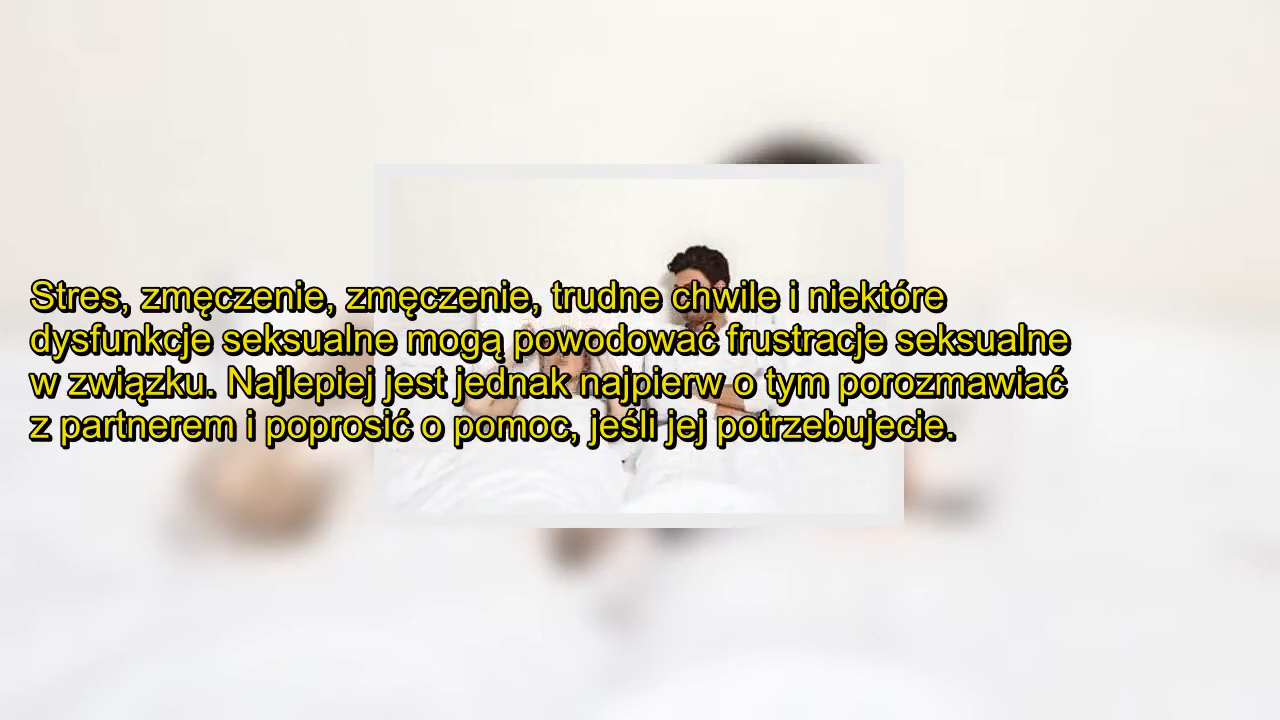 Stres, zmęczenie, zmęczenie, trudne chwile i niektóre
dysfunkcje seksualne mogą powodować frustracje seksualne
w związku. Najlepiej jest jednak najpierw o tym porozmawiać
z partnerem i poprosić o pomoc, jeśli jej potrzebujecie.